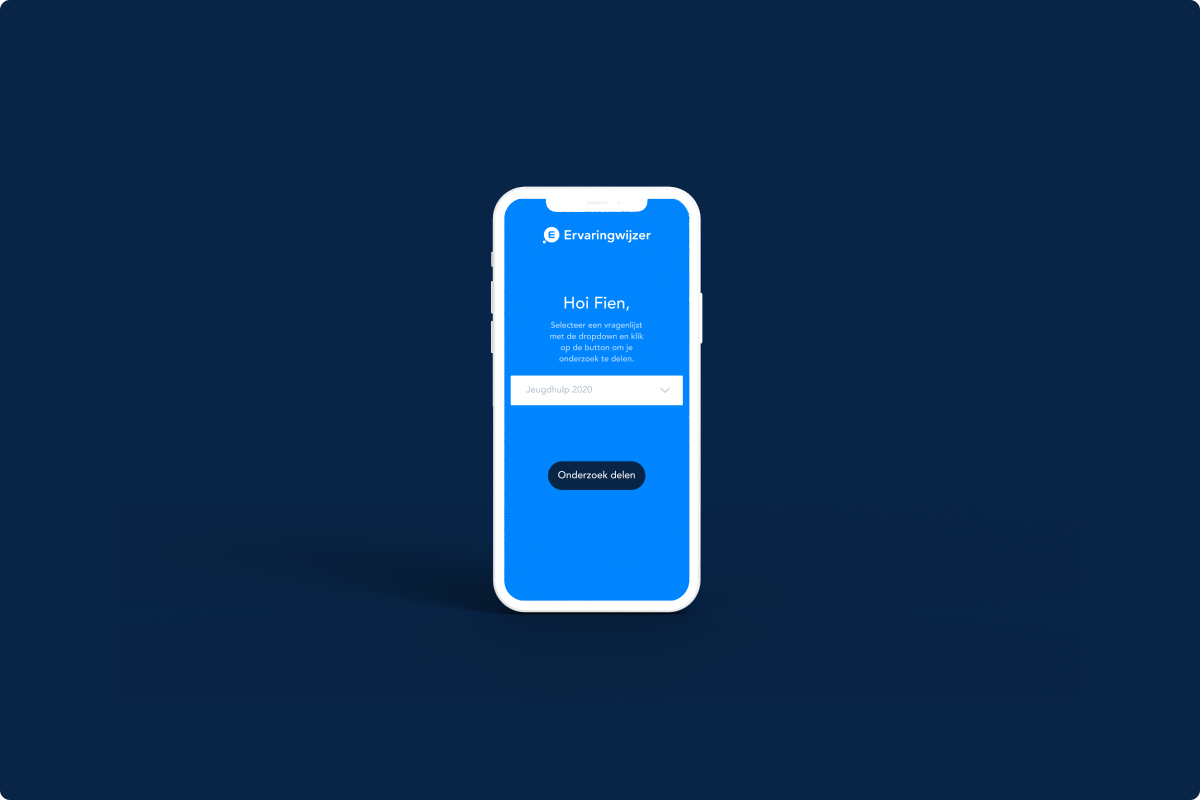 Ervaringwijzer
Hoi Fien,
Selecteer een vragenlijst
met de dropdown en klik
op de button om je
onderzoek te delen.
Jeugdhulp 2020
Onderzoek delen